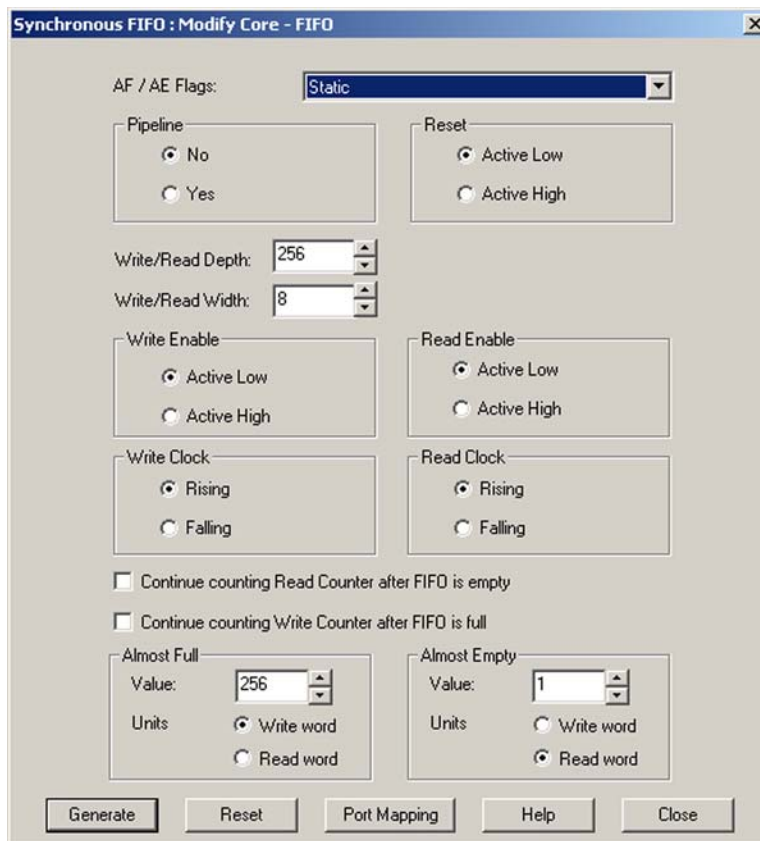 Synchronous FIFO : Modify Core - FIFO
AF / AE Flags: Static
Pipeline Reset
No Active Low
Yes Active High
Write/Read Depth: 256
Write/Read Width: 8
Write Enable Read Enable
Active Low Active Low
Active High Active High
Write Clock Read Clock
Rising Rising
Falling Falling
Continue counting Read Counter after FIFO is empty
Continue counting Write Counter after FIFO is full
Almost Full Almost Empty
Value: 256 Value: 1
Units Write word Units Write word
Read word Read word
Generate Reset Port Mapping Help Close